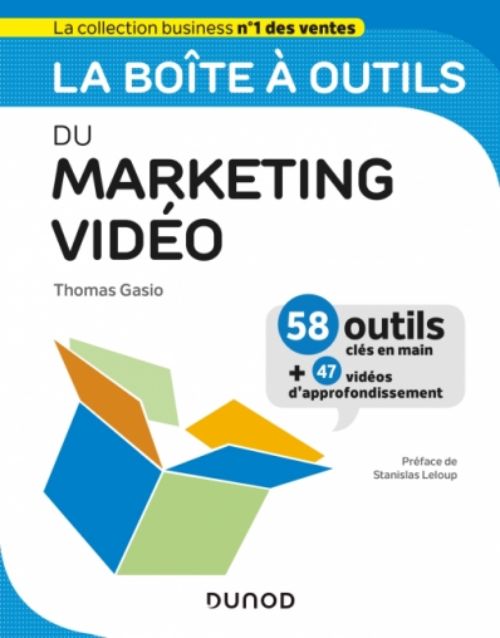 La collection business n°1 des ventes
LA BOÎTE À OUTILS
DU
MARKETING
VIDÉO
Thomas Gasio
58 outils
clés en main
+ 47 vidéos
d'approfondissement
Préface de
Stanislas Leloup
DUNOD